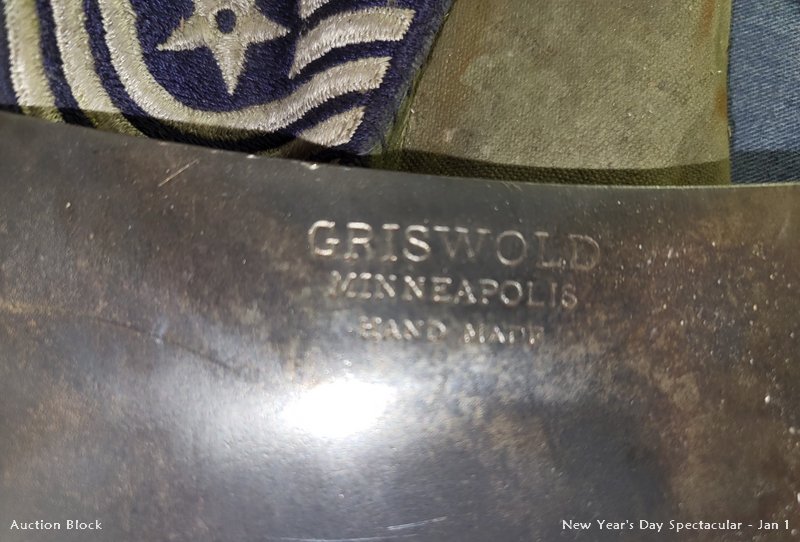 GRISWOLD
MINNEAPOLIS
HAND MADE
Auction Block
New Year's Day Spectacular - Jan 1